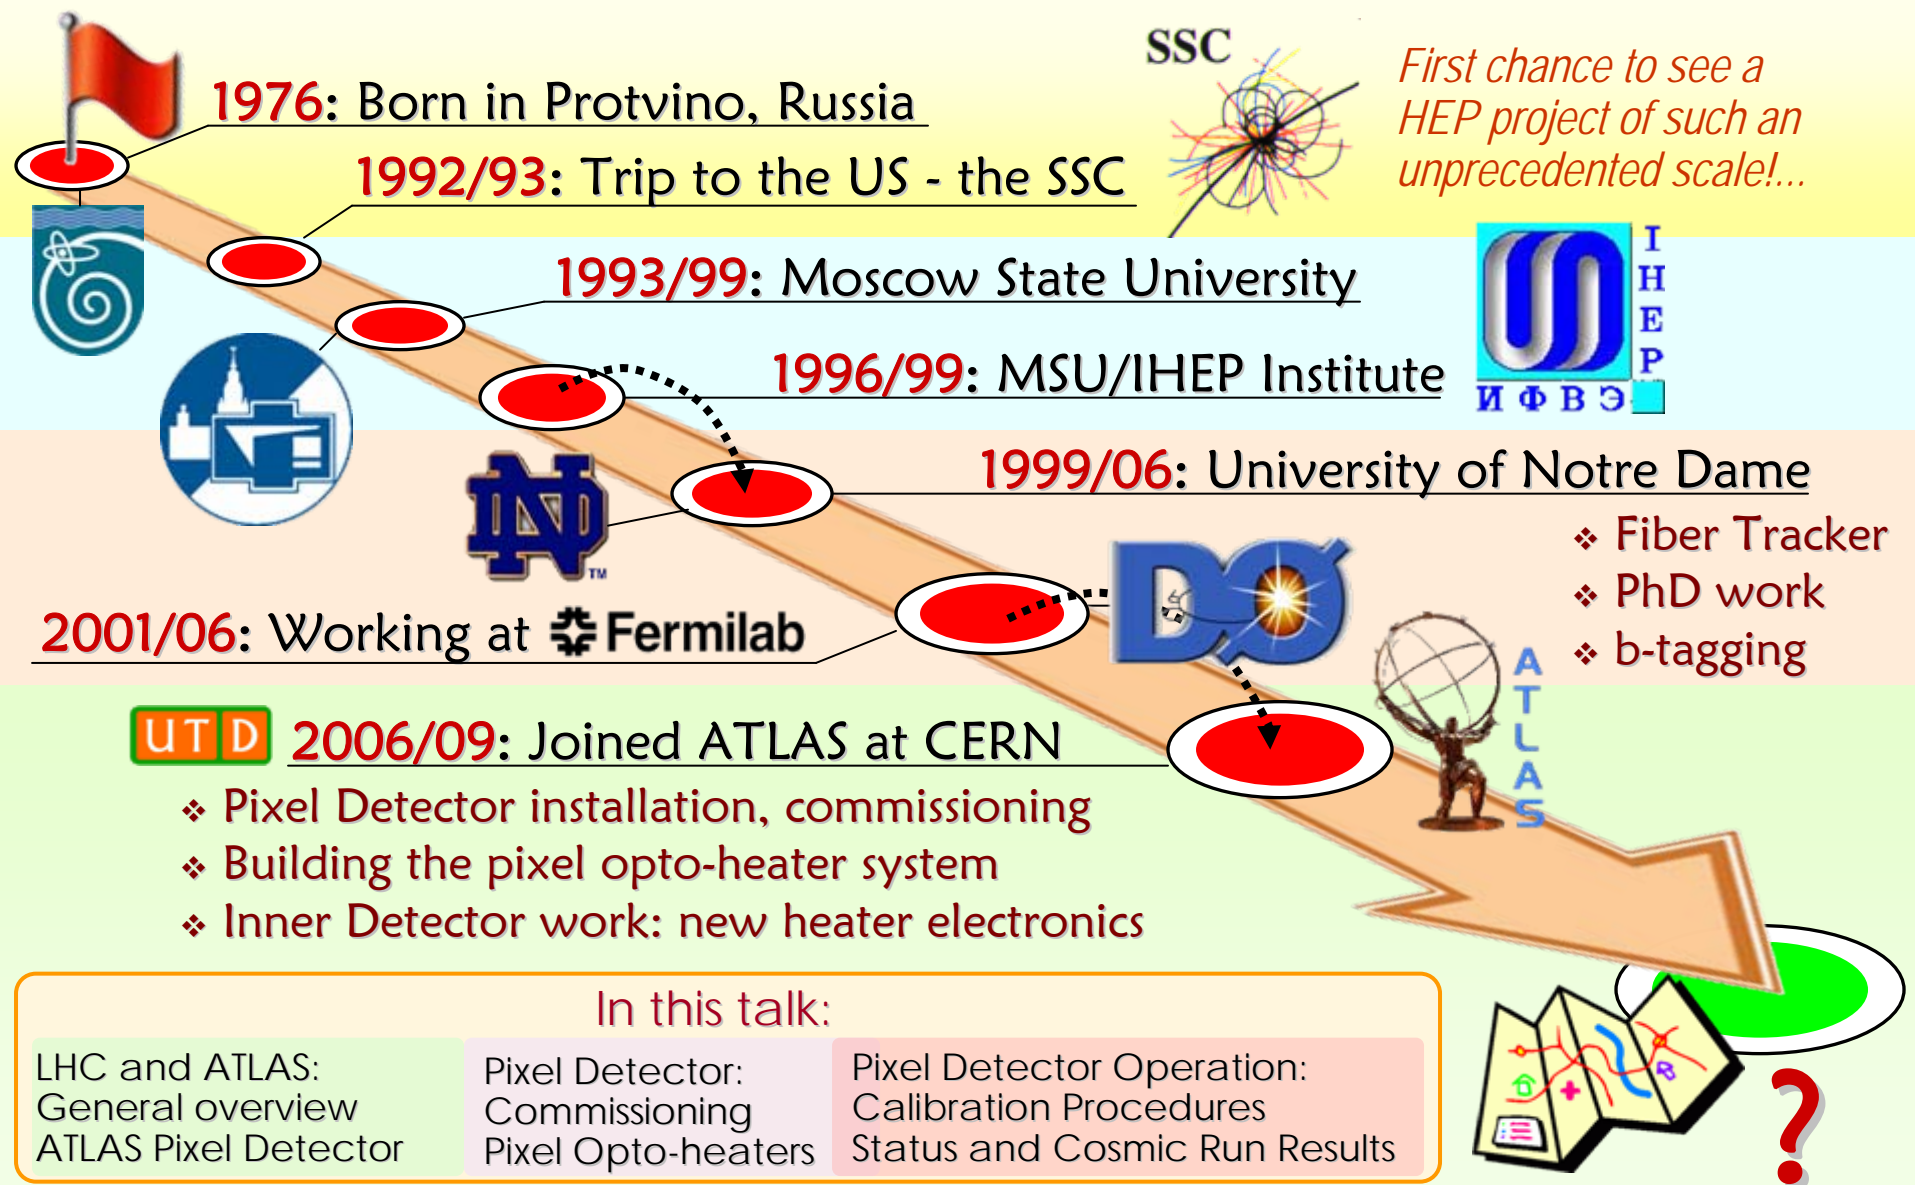 SSC
First chance to see a
HEP project of such an
unprecedented scale!...
1976: Born in Protvino, Russia
1992/93: Trip to the US - the SSC
1993/99: Moscow State University
IHEP
ИФВЭ
1996/99: MSU/IHEP Institute
1999/06: University of Notre Dame
ND
TM
❖ Fiber Tracker
❖ PhD work
❖ b-tagging
DØ
2001/06: Working at Fermilab
ATLAS
UTD
2006/09: Joined ATLAS at CERN
❖ Pixel Detector installation, commissioning
❖ Building the pixel opto-heater system
❖ Inner Detector work: new heater electronics
In this talk:
LHC and ATLAS:
General overview
ATLAS Pixel Detector
Pixel Detector:
Commissioning
Pixel Opto-heaters
Pixel Detector Operation:
Calibration Procedures
Status and Cosmic Run Results
?